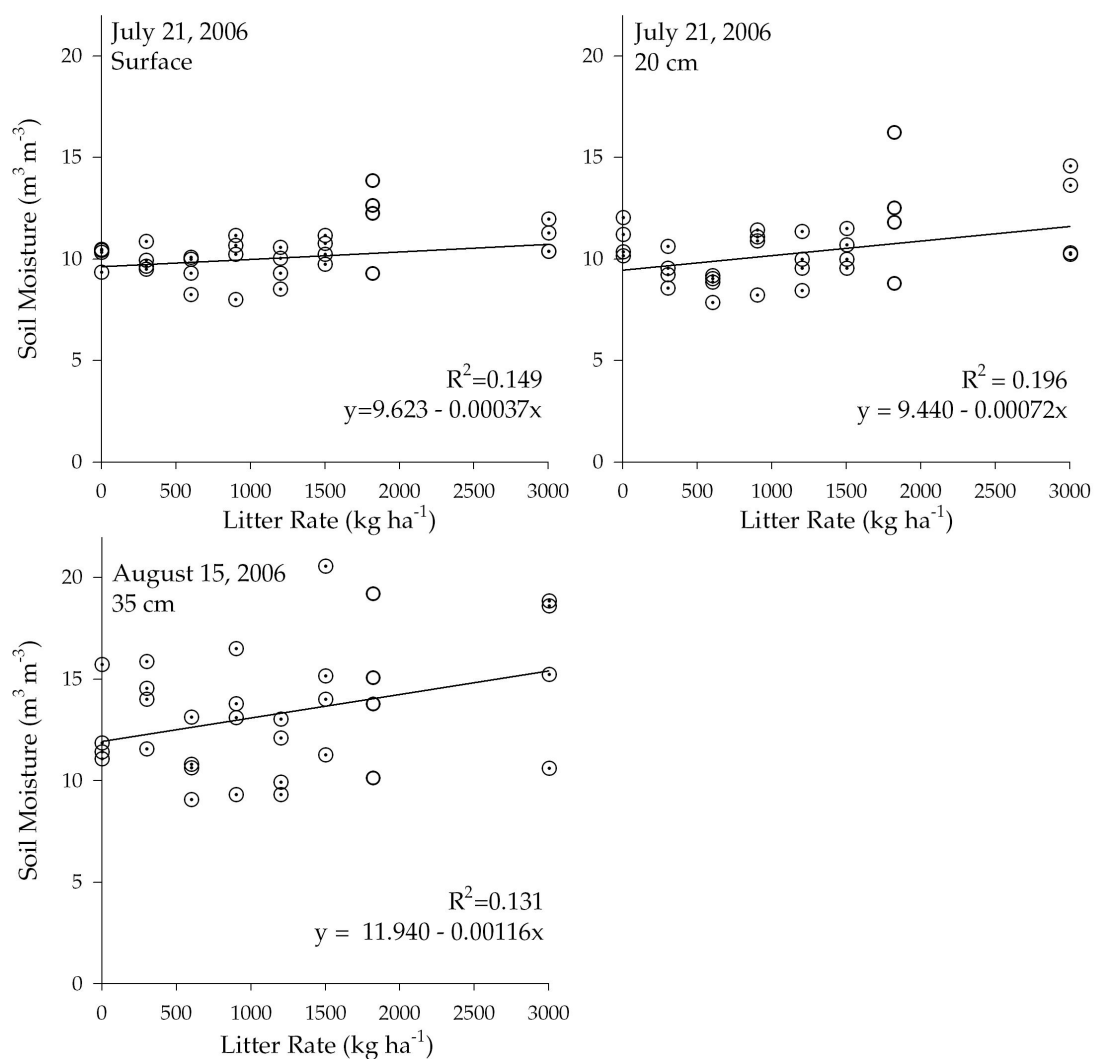 July 21, 2006
Surface
20
15
10
5
0
Soil Moisture (m³ m⁻³)
R²=0.149
y=9.623 - 0.00037x
0 500 1000 1500 2000 2500 3000
Litter Rate (kg ha⁻¹)
July 21, 2006
20 cm
20
15
10
5
0
R² = 0.196
y = 9.440 - 0.00072x
0 500 1000 1500 2000 2500 3000
Litter Rate (kg ha⁻¹)
August 15, 2006
35 cm
20
15
10
5
0
Soil Moisture (m³ m⁻³)
R²=0.131
y = 11.940 - 0.00116x
0 500 1000 1500 2000 2500 3000
Litter Rate (kg ha⁻¹)